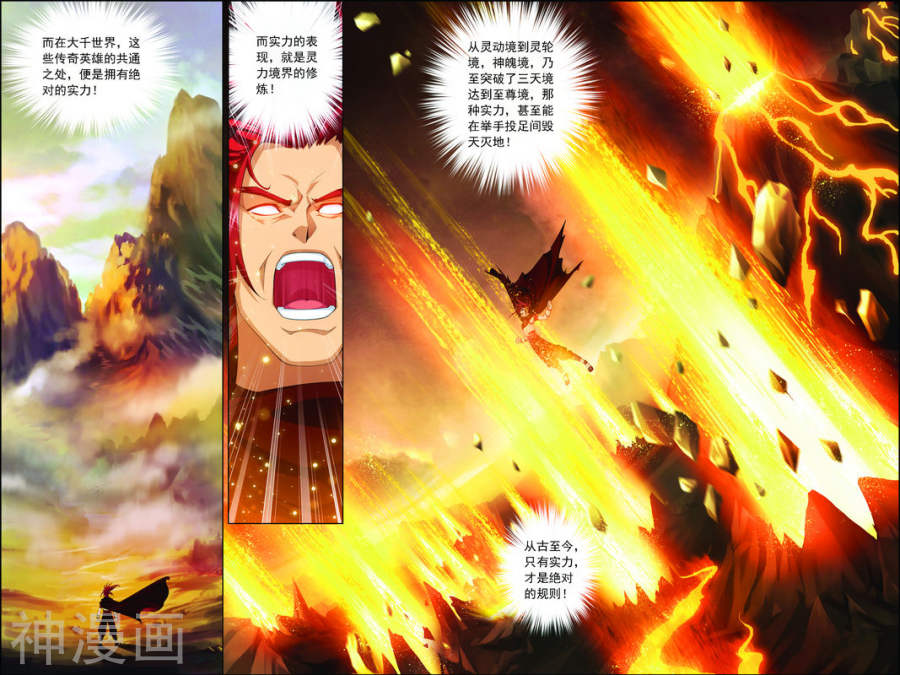 而在大千世界，这
些传奇英雄的共通
之处，便是拥有绝
对的实力！
而实力的表
现，就是灵
力境界的修
炼！
从灵动境到灵轮
境，神魄境，乃
至突破了三天境
达到至尊境，那
种实力，甚至能
在举手投足间毁
天灭地！
从古至今，
只有实力，
才是绝对
的规则！
神漫画